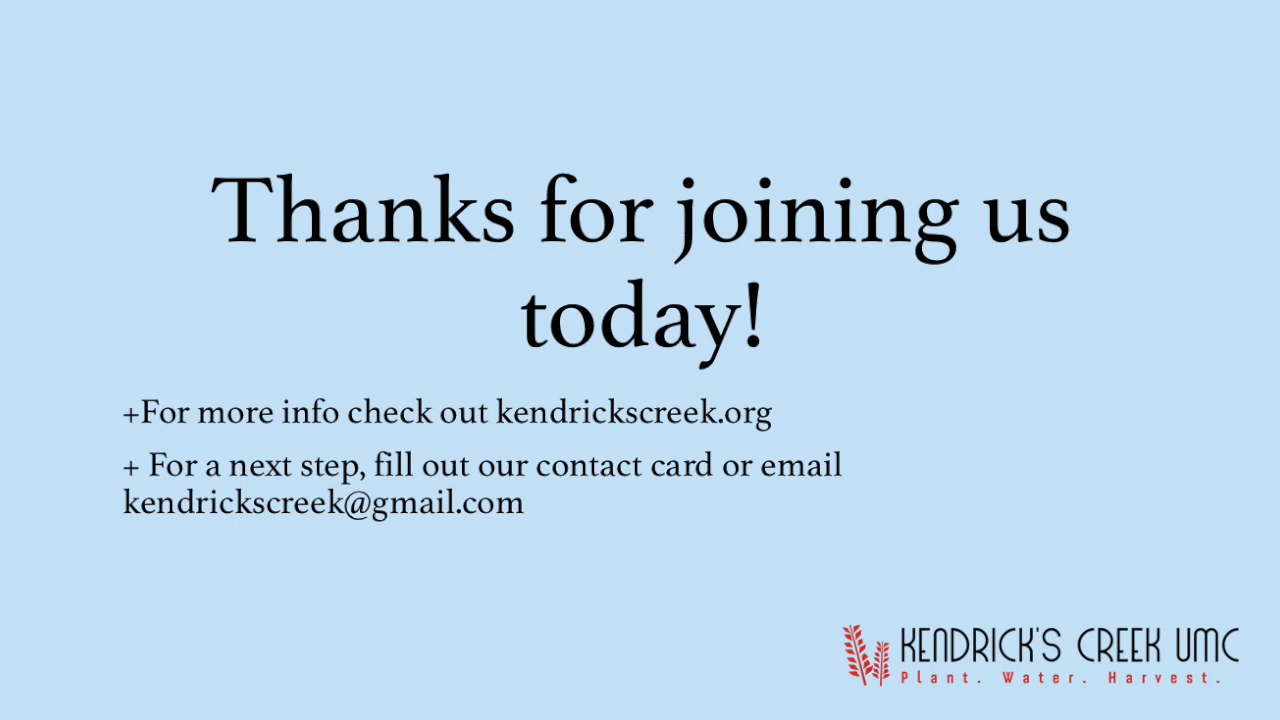 Thanks for joining us
today!
+For more info check out kendrickscreek.org
+ For a next step, fill out our contact card or email
kendrickscreek@gmail.com
KENDRICK'S CREEK UMC
Plant. Water. Harvest.